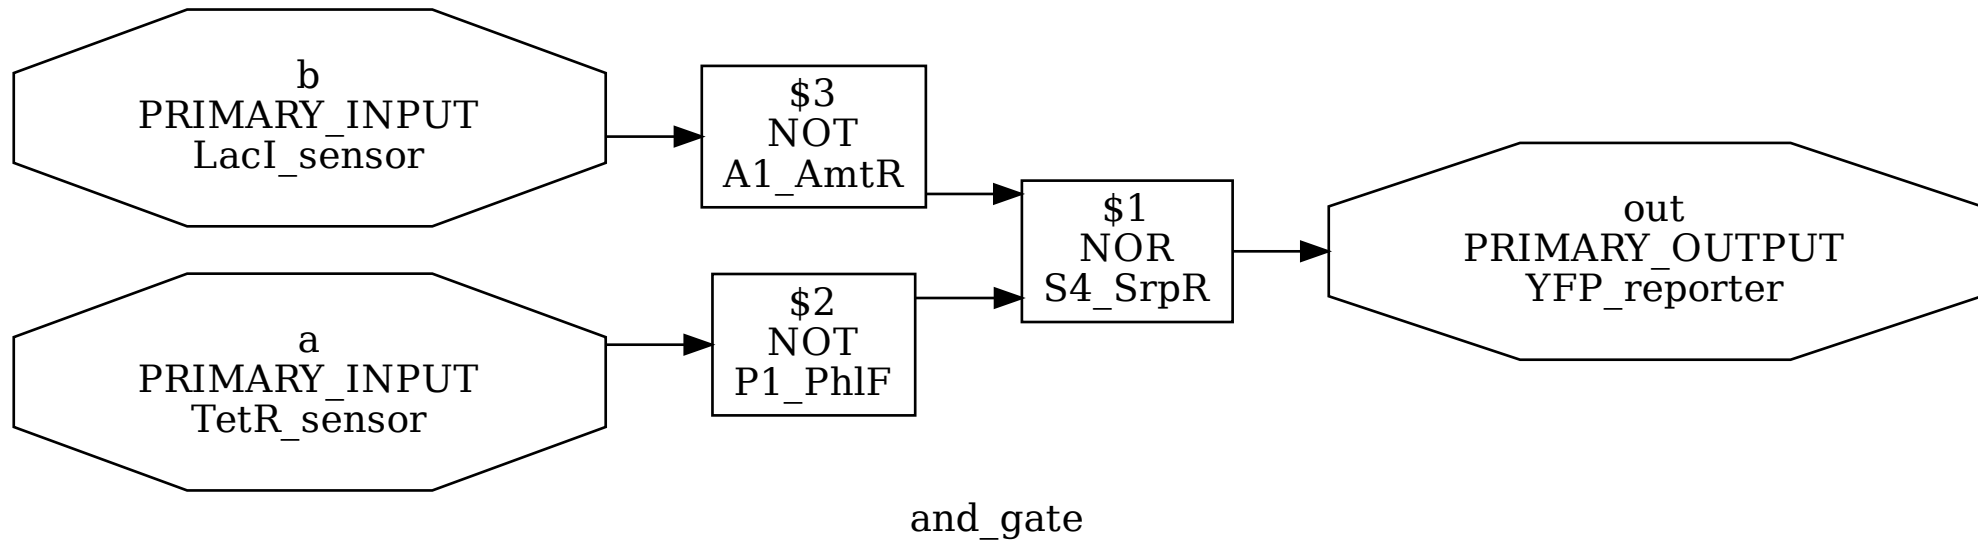 b
PRIMARY_INPUT
LacI_sensor
$3
NOT
A1_AmtR
a
PRIMARY_INPUT
TetR_sensor
$2
NOT
P1_PhlF
$1
NOR
S4_SrpR
out
PRIMARY_OUTPUT
YFP_reporter
and_gate